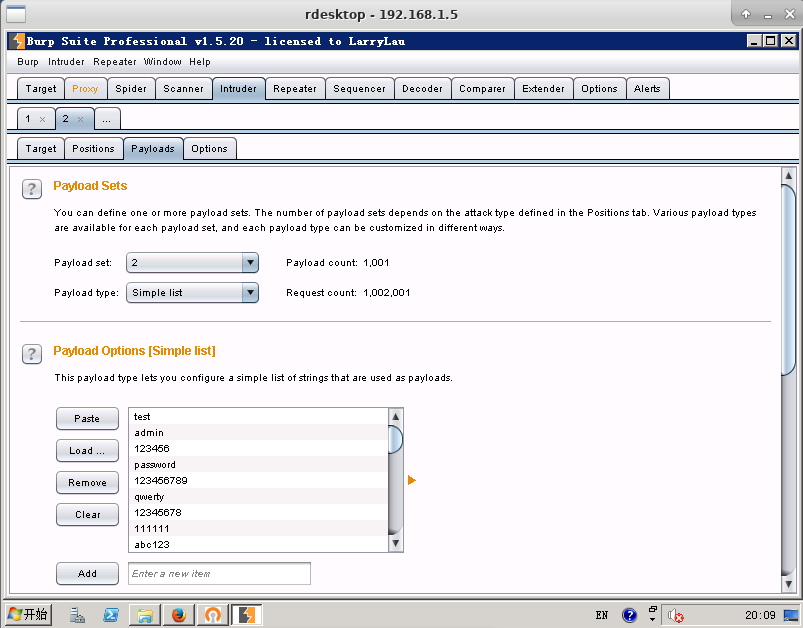 rdesktop - 192.168.1.5
Burp Suite Professional v1.5.20 - licensed to LarryLau
Burp Intruder Repeater Window Help
Target Proxy Spider Scanner Intruder Repeater Sequencer Decoder Comparer Extender Options Alerts
1 × 2 × ...
Target Positions Payloads Options
? Payload Sets
You can define one or more payload sets. The number of payload sets depends on the attack type defined in the Positions tab. Various payload types
are available for each payload set, and each payload type can be customized in different ways.
Payload set: 2 Payload count: 1,001
Payload type: Simple list Request count: 1,002,001
? Payload Options [Simple list]
This payload type lets you configure a simple list of strings that are used as payloads.
Paste
Load ...
Remove
Clear
test
admin
123456
password
123456789
qwerty
12345678
111111
abc123
Add Enter a new item
开始 EN ? 20:09